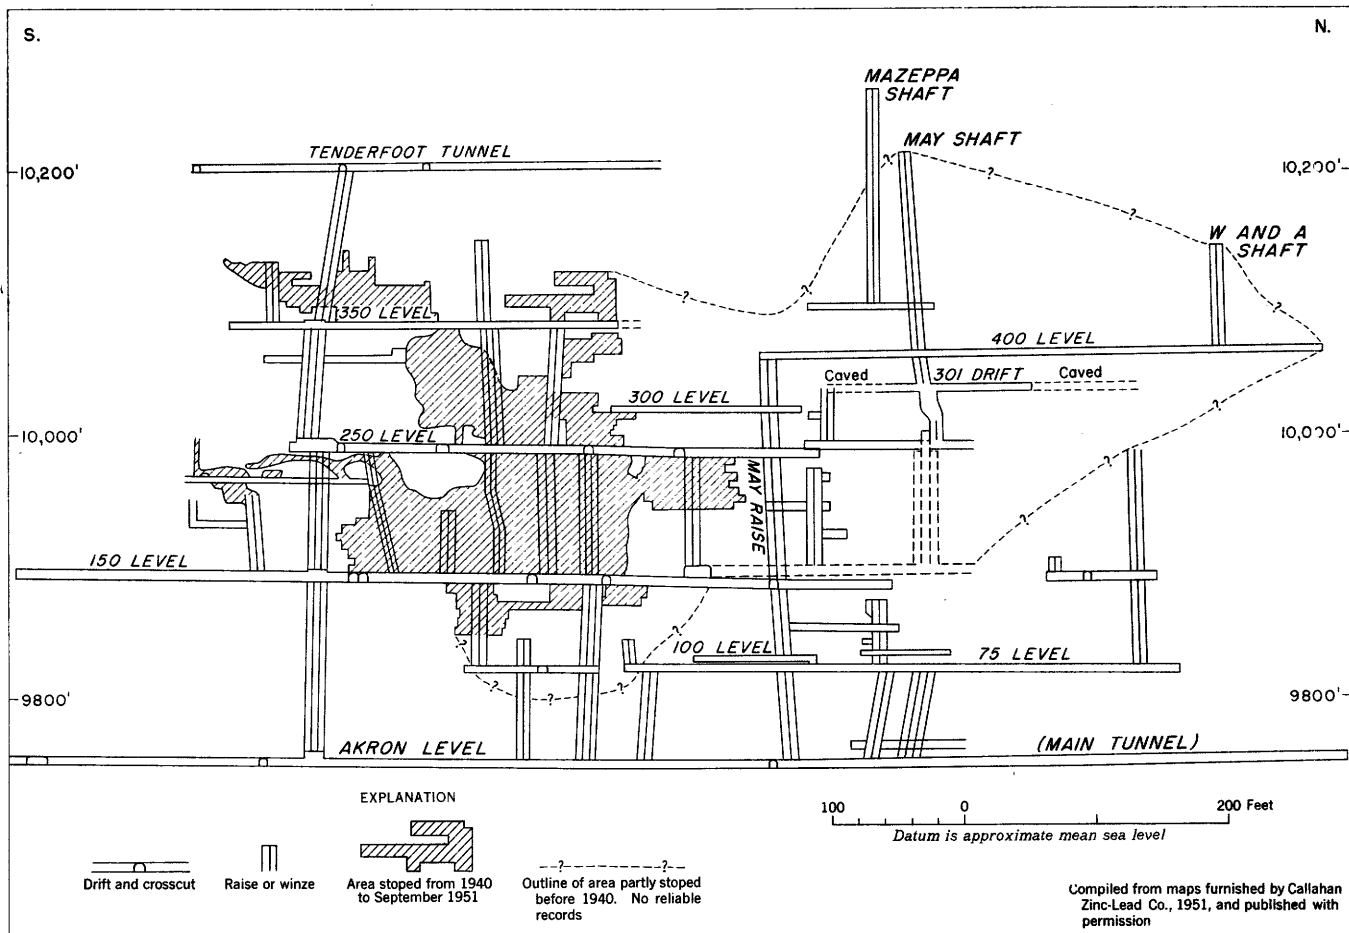 S.
N.
MAZEPPA
SHAFT
MAY SHAFT
TENDERFOOT TUNNEL
10,200'
10,200'
W AND A
SHAFT
350 LEVEL
400 LEVEL
Caved
301 DRIFT
Caved
300 LEVEL
10,000'
250 LEVEL
10,000'
MAY RAISE
150 LEVEL
100 LEVEL
75 LEVEL
9800'
9800'
AKRON LEVEL
(MAIN TUNNEL)
EXPLANATION
100 0 200 Feet
Datum is approximate mean sea level
Drift and crosscut
Raise or winze
Area stoped from 1940
to September 1951
Outline of area partly stoped
before 1940. No reliable
records
Compiled from maps furnished by Callahan
Zinc-Lead Co., 1951, and published with
permission